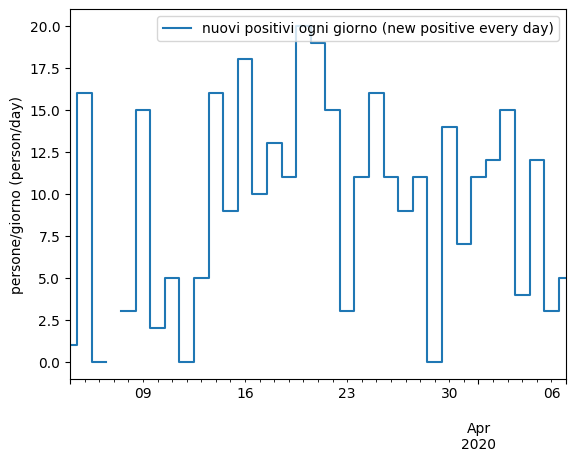 nuovi positivi ogni giorno (new positive every day)
persone/giorno (person/day)
20.0
17.5
15.0
12.5
10.0
7.5
5.0
2.5
0.0
09 16 23 30 06
Apr
2020